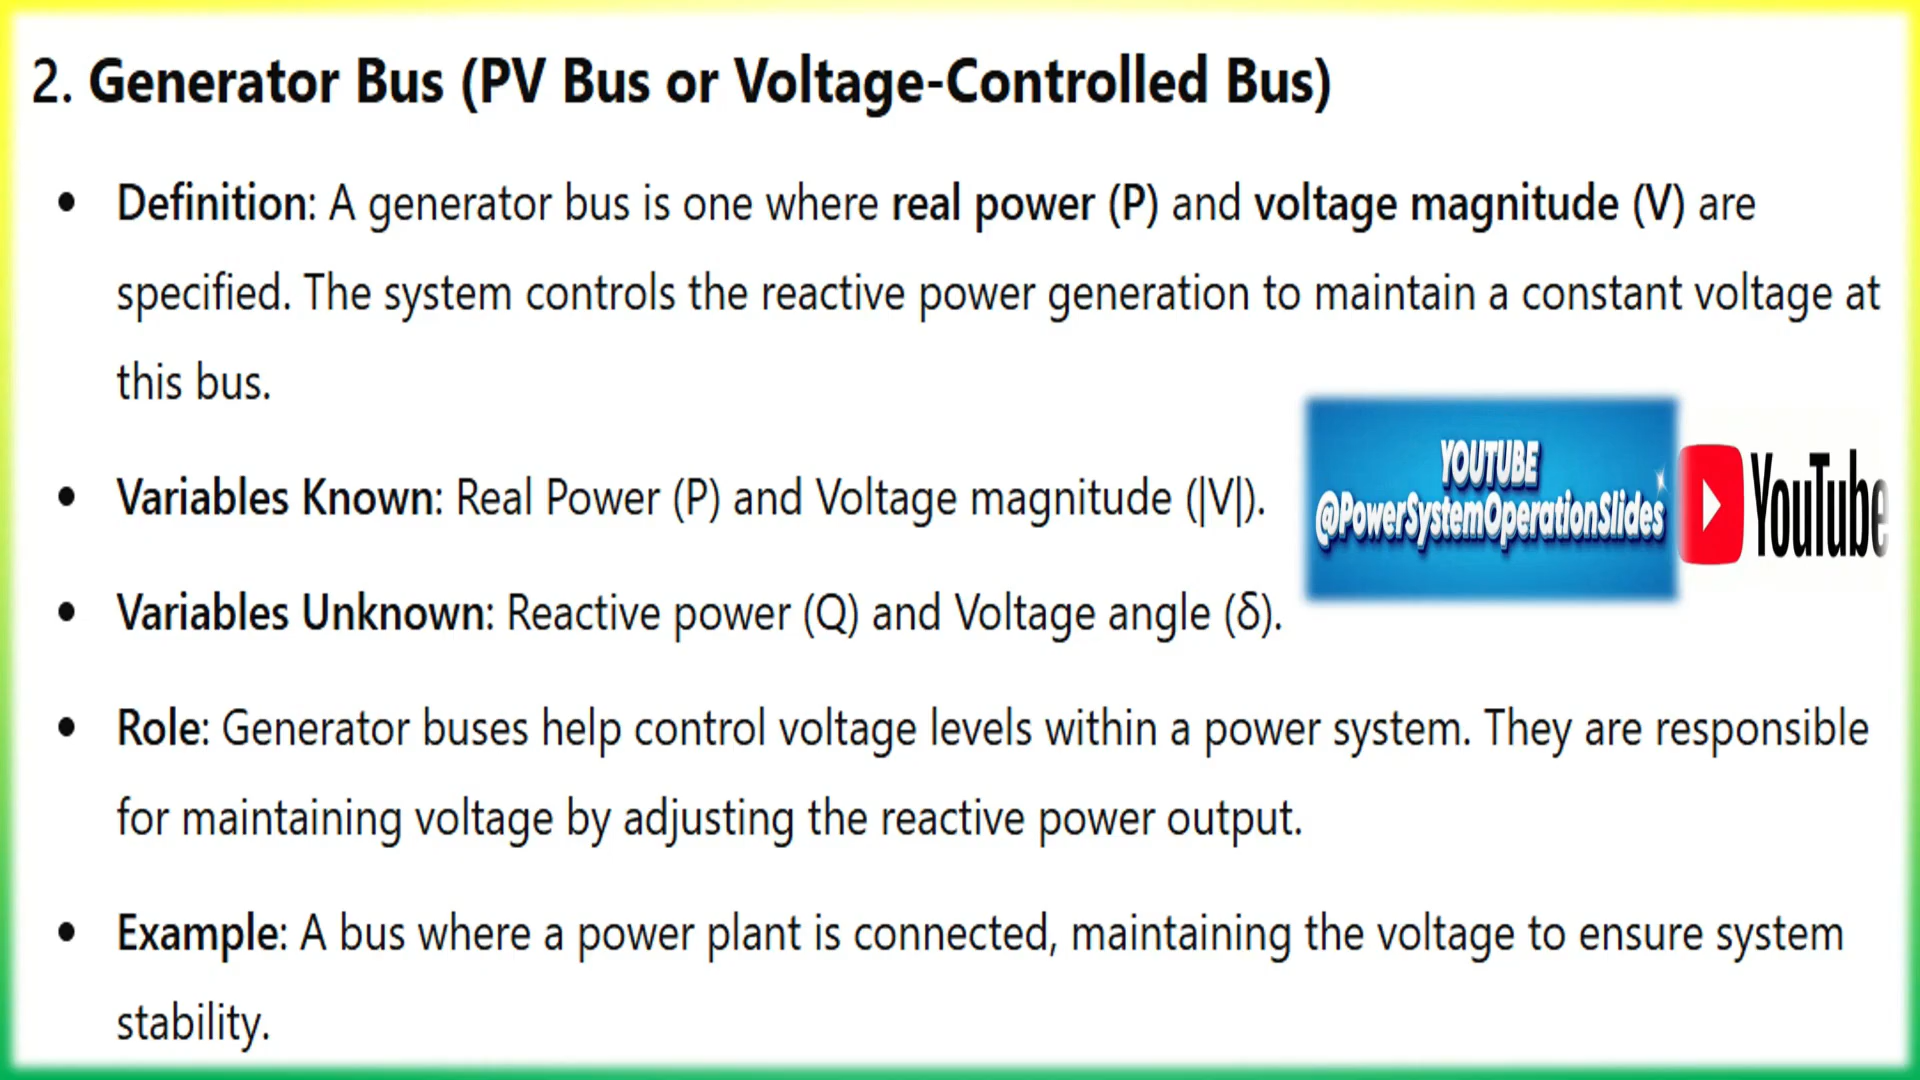 2. Generator Bus (PV Bus or Voltage-Controlled Bus)
• Definition: A generator bus is one where real power (P) and voltage magnitude (V) are
specified. The system controls the reactive power generation to maintain a constant voltage at
this bus.
• Variables Known: Real Power (P) and Voltage magnitude (|V|).
YOUTUBE
@PowerSystemOperationSlides
YouTube
• Variables Unknown: Reactive power (Q) and Voltage angle (δ).
• Role: Generator buses help control voltage levels within a power system. They are responsible
for maintaining voltage by adjusting the reactive power output.
• Example: A bus where a power plant is connected, maintaining the voltage to ensure system
stability.